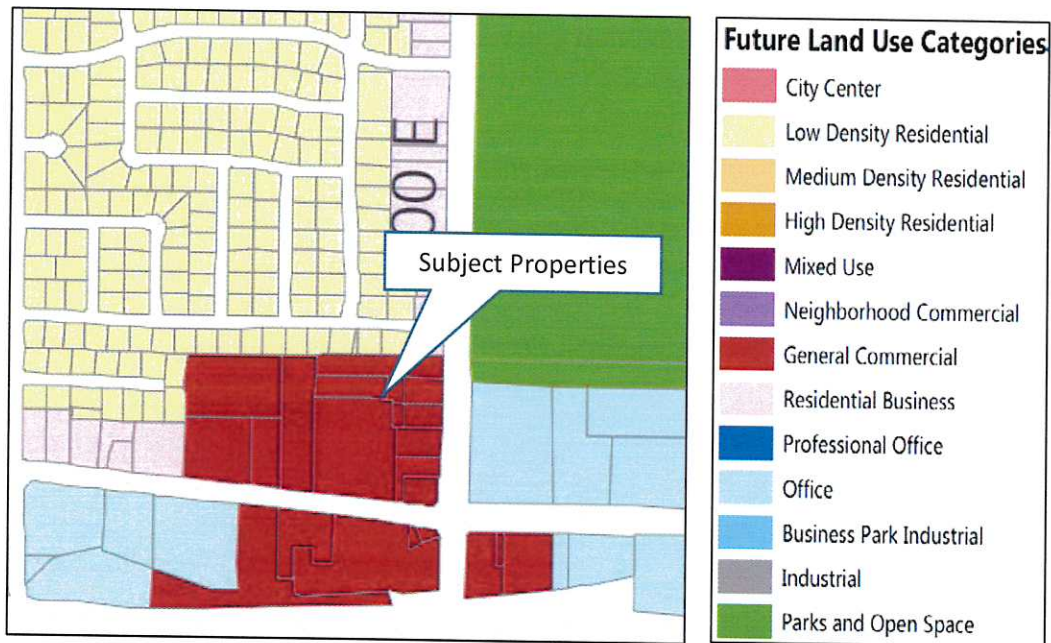 OO E
Subject Properties
Future Land Use Categories
City Center
Low Density Residential
Medium Density Residential
High Density Residential
Mixed Use
Neighborhood Commercial
General Commercial
Residential Business
Professional Office
Office
Business Park Industrial
Industrial
Parks and Open Space